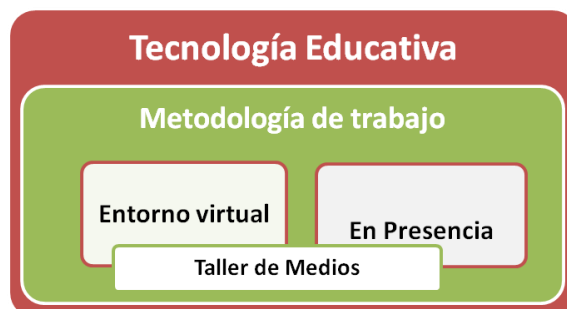 Tecnología Educativa
Metodología de trabajo
Entorno virtual
En Presencia
Taller de Medios